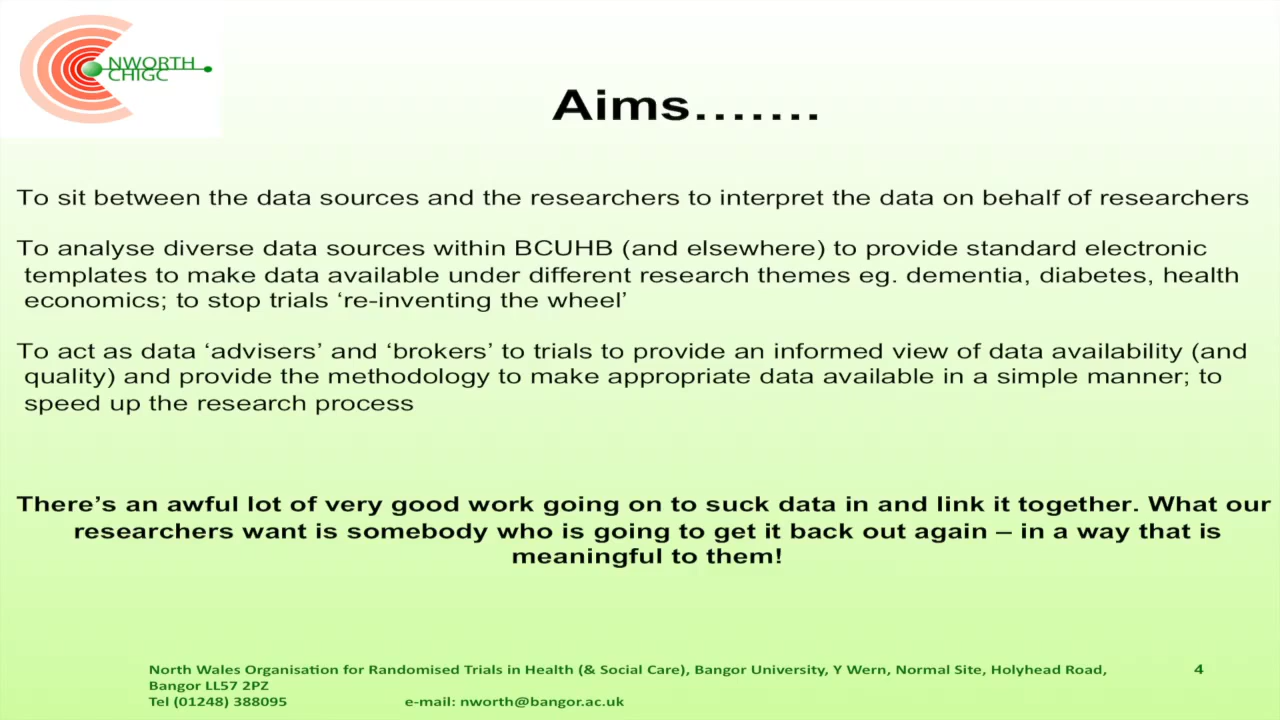 NWORTH
CHIGC
Aims…….
To sit between the data sources and the researchers to interpret the data on behalf of researchers
To analyse diverse data sources within BCUHB (and elsewhere) to provide standard electronic
templates to make data available under different research themes eg. dementia, diabetes, health
economics; to stop trials ‘re-inventing the wheel’
To act as data ‘advisers’ and ‘brokers’ to trials to provide an informed view of data availability (and
quality) and provide the methodology to make appropriate data available in a simple manner; to
speed up the research process
There’s an awful lot of very good work going on to suck data in and link it together. What our
researchers want is somebody who is going to get it back out again – in a way that is
meaningful to them!
North Wales Organisation for Randomised Trials in Health (& Social Care), Bangor University, Y Wern, Normal Site, Holyhead Road,
Bangor LL57 2PZ
Tel (01248) 388095 e-mail: nworth@bangor.ac.uk
4